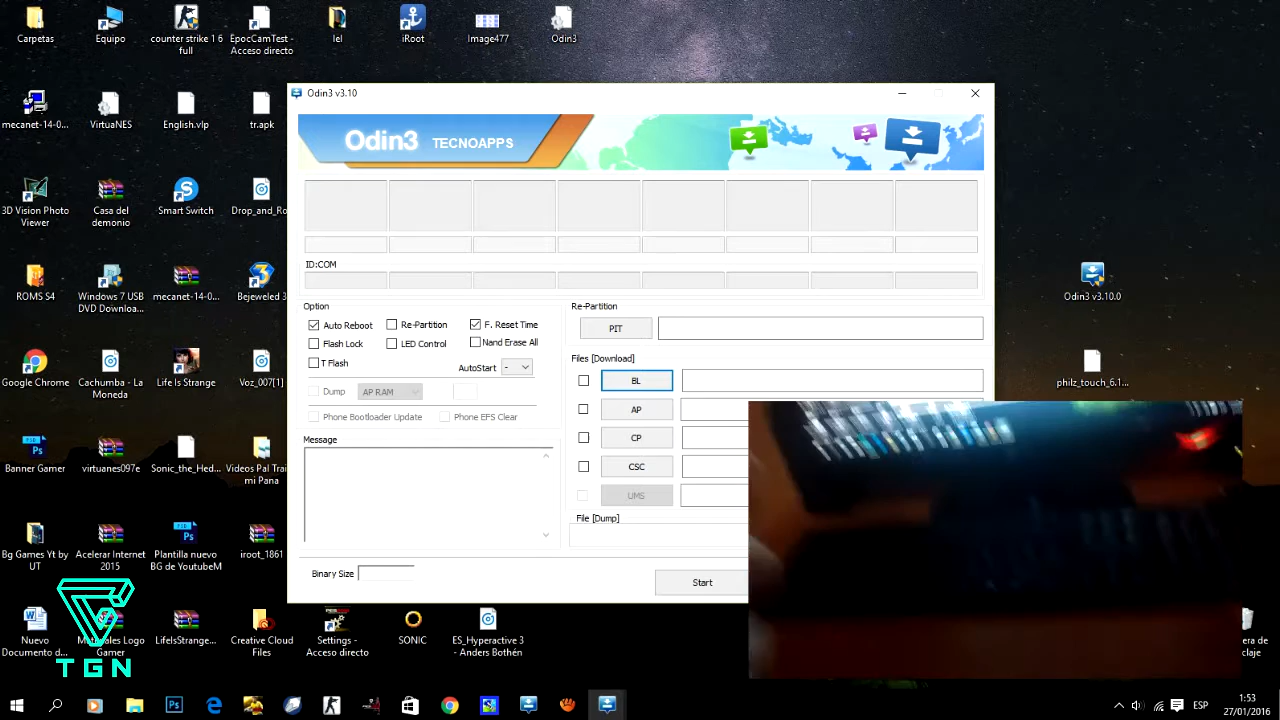 Carpetas
Equipo
counter strike 1 6 full
EpocCamTest - Acceso directo
lel
iRoot
Image477
Odin3
mecanet-14-0...
VirtuaNES
English.vlp
tr.apk
3D Vision Photo Viewer
Casa del demonio
Smart Switch
Drop_and_Ro
ROMS S4
Windows 7 USB DVD Downloa...
mecanet-14-0...
Bejeweled 3
Google Chrome
Cachumba - La Moneda
Life Is Strange
Voz_007[1]
Banner Gamer
virtuanes097e
Sonic_the_Hed...
Videos Pal Trai mi Pana
Bg Games Yt by UT
Acelerar Internet 2015
Plantilla nuevo BG de YoutubeM
iroot_1861
Nuevo Documento d...
Materiales Logo Gamer
LifeIsStrange...
Creative Cloud Files
Settings - Acceso directo
SONIC
ES_Hyperactive 3 - Anders Bothén
Odin3 v3.10.0
philz_touch_6.1...
Odin3 v3.10
Odin3 TECNOAPPS
ID:COM
Option
Auto Reboot
Re-Partition
F. Reset Time
Flash Lock
LED Control
Nand Erase All
T Flash
AutoStart
-
Dump
AP RAM
Phone Bootloader Update
Phone EFS Clear
Message
Binary Size
Re-Partition
PIT
Files [Download]
BL
AP
CP
CSC
UMS
File [Dump]
Start
TGN
ESP
1:53
27/01/2016